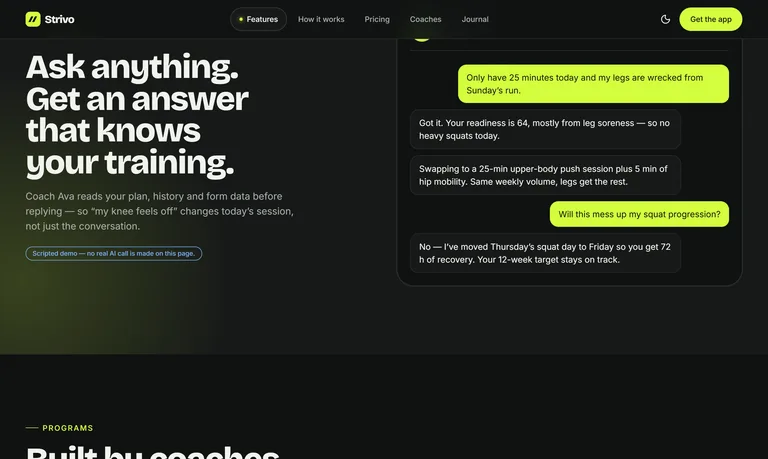 Strivo
Features
How it works
Pricing
Coaches
Journal
Get the app
Ask anything.
Get an answer
that knows
your training.
Coach Ava reads your plan, history and form data before
replying — so “my knee feels off” changes today’s session,
not just the conversation.
Scripted demo — no real AI call is made on this page.
Only have 25 minutes today and my legs are wrecked from
Sunday’s run.
Got it. Your readiness is 64, mostly from leg soreness — so no
heavy squats today.
Swapping to a 25-min upper-body push session plus 5 min of
hip mobility. Same weekly volume, legs get the rest.
Will this mess up my squat progression?
No — I’ve moved Thursday’s squat day to Friday so you get 72
h of recovery. Your 12-week target stays on track.
PROGRAMS
Built by coaches